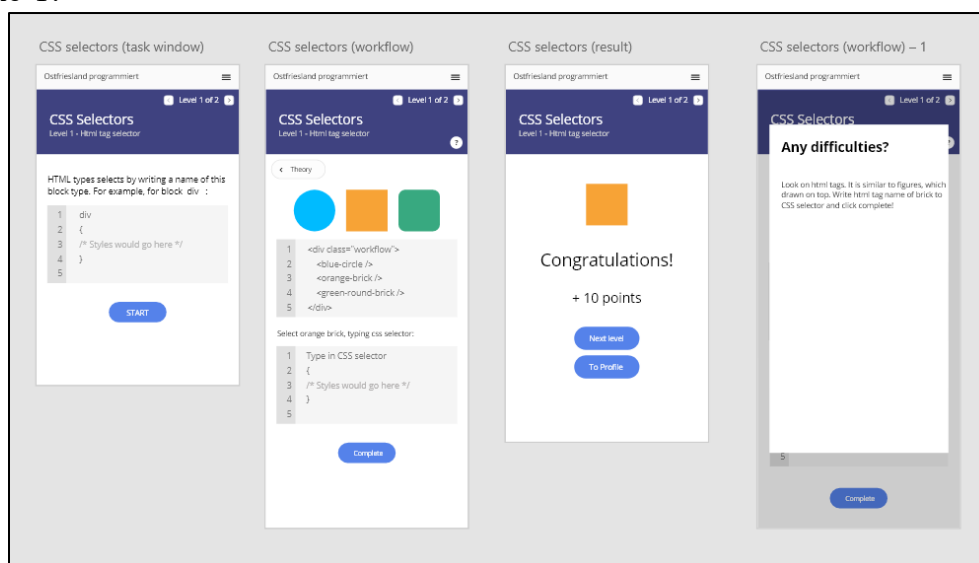 CSS selectors (task window)
Ostfriesland programmiert
Level 1 of 2
CSS Selectors
Level 1 - Html tag selector
HTML types selects by writing a name of this
block type. For example, for block div :
1 div
2 {
3 /* Styles would go here */
4 }
5
START
CSS selectors (workflow)
Ostfriesland programmiert
Level 1 of 2
CSS Selectors
Level 1 - Html tag selector
?
< Theory
1 <div class="workflow">
2 <blue-circle />
3 <orange-brick />
4 <green-round-brick />
5 </div>
Select orange brick, typing css selector:
1 Type in CSS selector
2 {
3 /* Styles would go here */
4 }
5
Complete
CSS selectors (result)
Ostfriesland programmiert
Level 1 of 2
CSS Selectors
Level 1 - Html tag selector
Congratulations!
+ 10 points
Next level
To Profile
CSS selectors (workflow) – 1
Ostfriesland programmiert
Level 1 of 2
CSS Selectors
Any difficulties?
Look on html tags. It is similar to figures, which
drawn on top. Write html tag name of brick to
CSS selector and click complete!
5
Complete